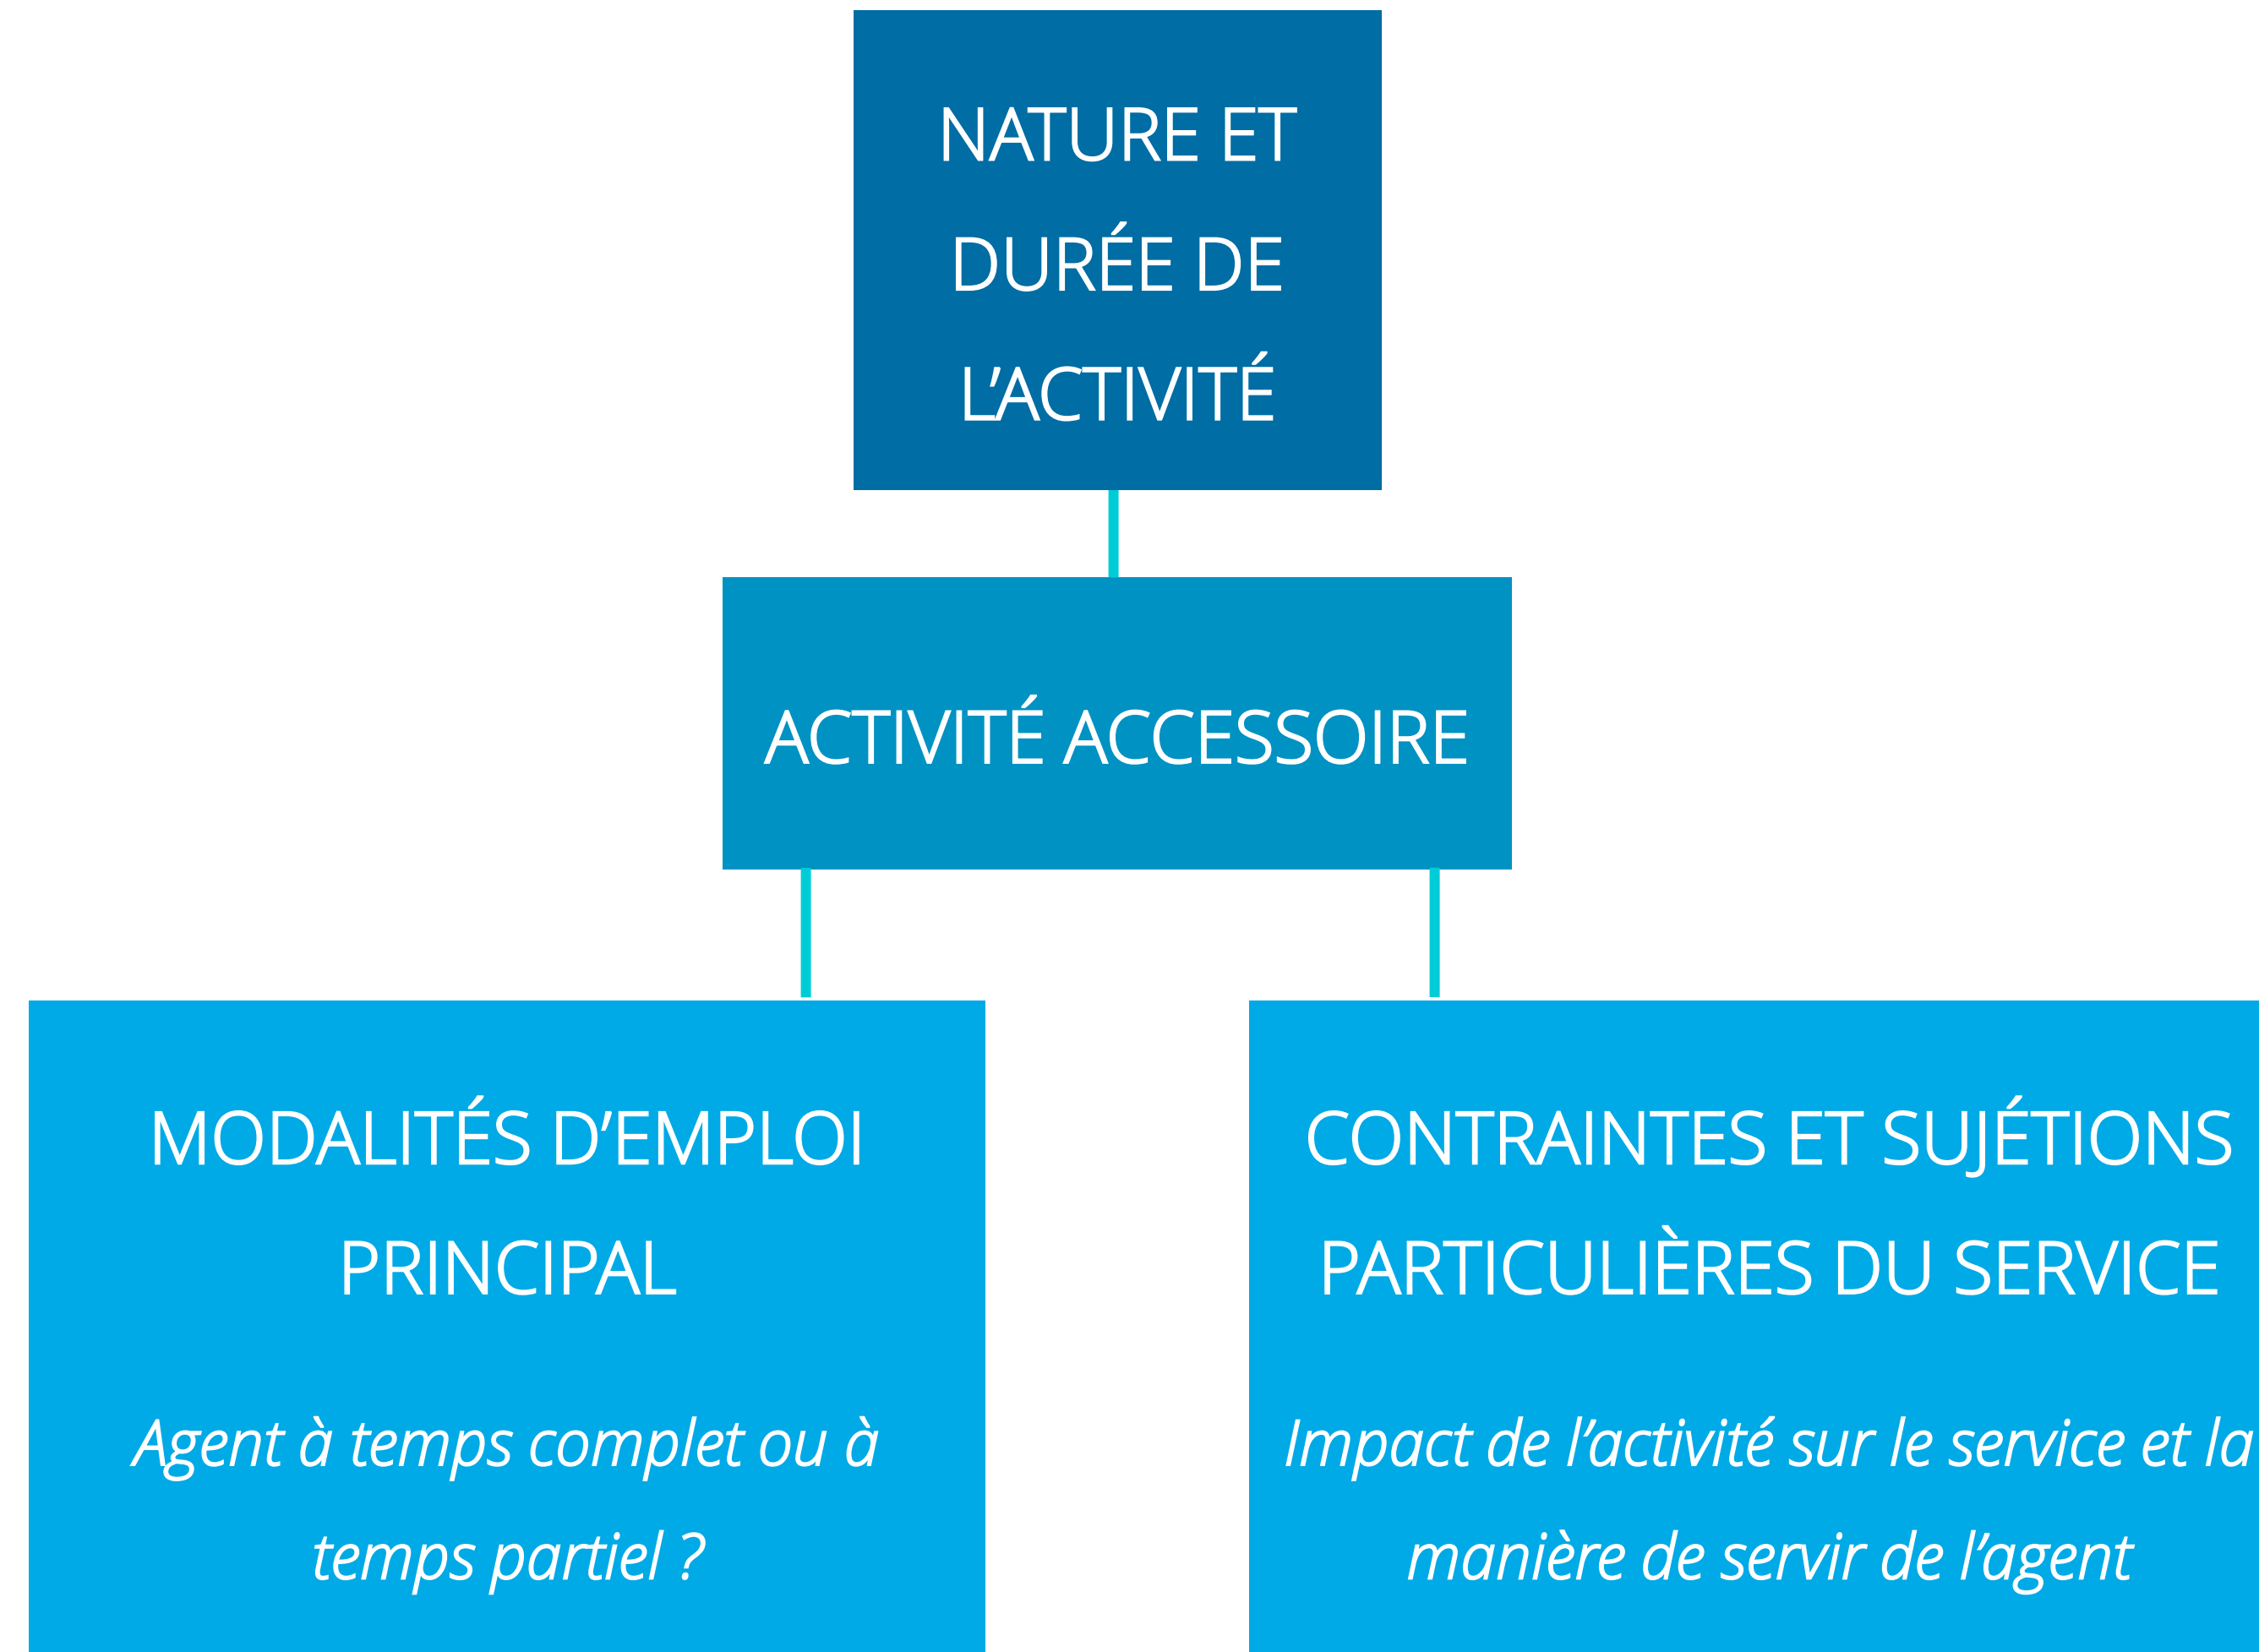 NATURE ET
DURÉE DE
L’ACTIVITÉ
ACTIVITÉ ACCESSOIRE
MODALITÉS D’EMPLOI
PRINCIPAL
Agent à temps complet ou à
temps partiel ?
CONTRAINTES ET SUJÉTIONS
PARTICULIÈRES DU SERVICE
Impact de l’activité sur le service et la
manière de servir de l’agent